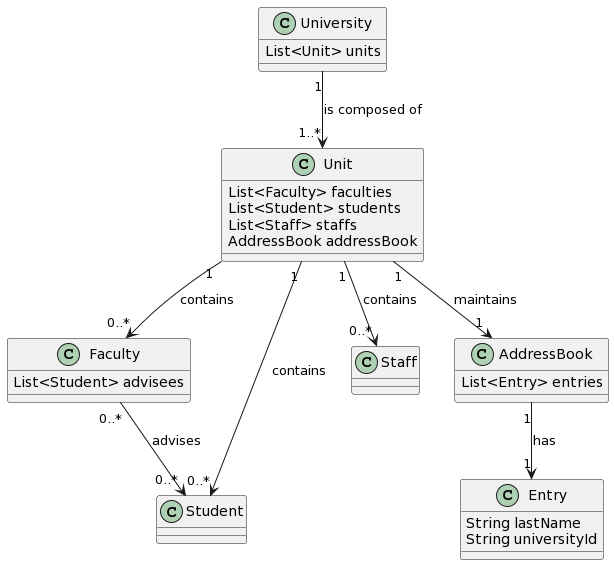 C University
List<Unit> units
1
is composed of
1..*
C Unit
List<Faculty> faculties
List<Student> students
List<Staff> staffs
AddressBook addressBook
1
1
1
1
contains
contains
maintains
0..*
0..*
1
C Faculty
List<Student> advisees
C Staff
C AddressBook
List<Entry> entries
contains
0..*
advises
1
has
0..*
0..*
1
C Student
C Entry
String lastName
String universityId